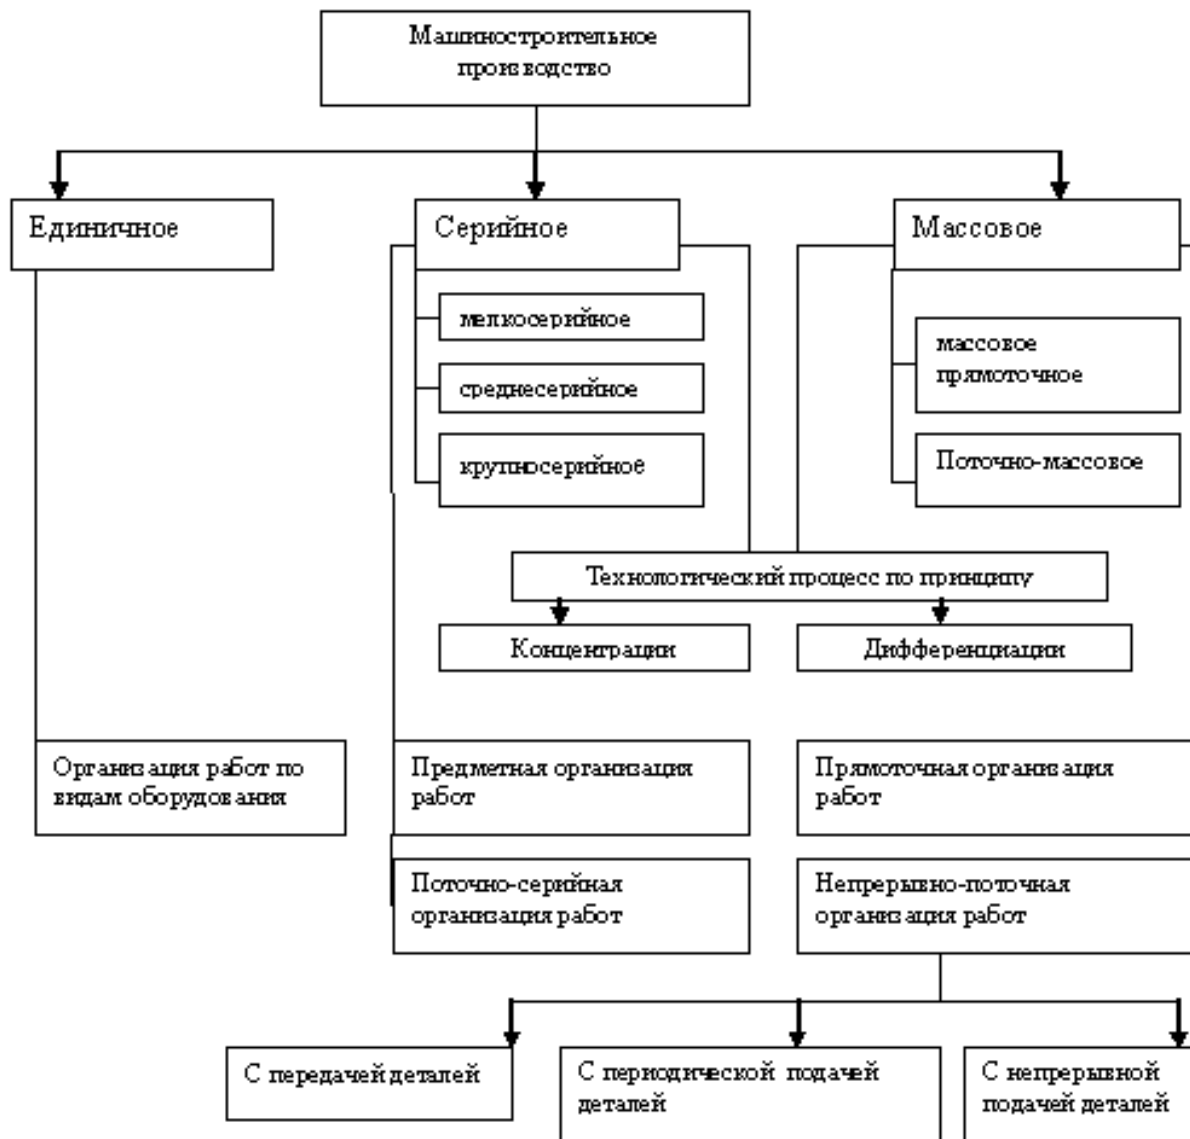 Машиностроительное
производство
Единичное
Серийное
Массовое
мелкосерийное
среднесерийное
крупносерийное
массовое
прямоточное
Поточно-массовое
Технологический процесс по принципу
Концентрации
Дифференциации
Организация работ по
видам оборудования
Предметная организация
работ
Прямоточная организация
работ
Поточно-серийная
организация работ
Непрерывно-поточная
организация работ
С передачей деталей
С периодической подачей
деталей
С непрерывной
подачей деталей